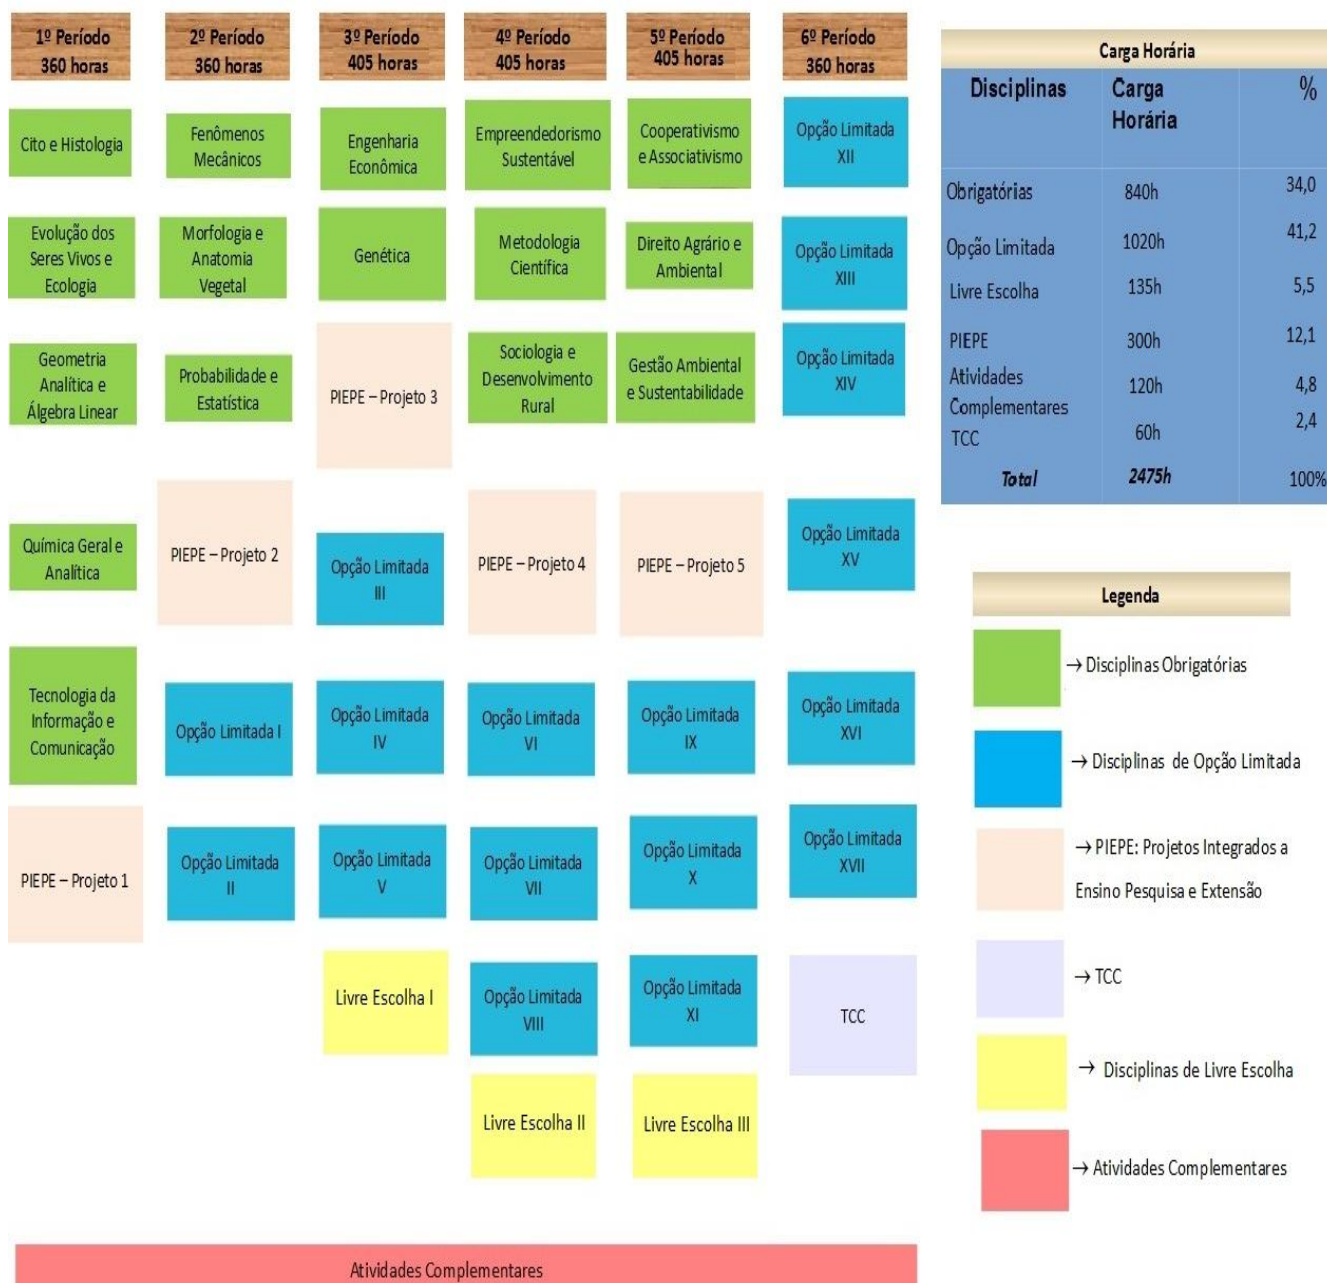 1º Período
360 horas
2º Período
360 horas
3º Período
405 horas
4º Período
405 horas
5º Período
405 horas
6º Período
360 horas
Cito e Histologia
Fenômenos
Mecânicos
Engenharia
Econômica
Empreendedorismo
Sustentável
Cooperativismo
e Associativismo
Opção Limitada
XII
Evolução dos
Seres Vivos e
Ecologia
Morfologia e
Anatomia
Vegetal
Genética
Metodologia
Científica
Direito Agrário e
Ambiental
Opção Limitada
XIII
Geometria
Analítica e
Álgebra Linear
Probabilidade e
Estatística
PIEPE – Projeto 3
Sociologia e
Desenvolvimento
Rural
Gestão Ambiental
e Sustentabilidade
Opção Limitada
XIV
Química Geral e
Analítica
PIEPE – Projeto 2
Opção Limitada
III
PIEPE – Projeto 4
PIEPE – Projeto 5
Opção Limitada
XV
Tecnologia da
Informação e
Comunicação
Opção Limitada I
Opção Limitada
IV
Opção Limitada
VI
Opção Limitada
IX
Opção Limitada
XVI
PIEPE – Projeto 1
Opção Limitada
II
Opção Limitada
V
Opção Limitada
VII
Opção Limitada
X
Opção Limitada
XVII
Livre Escolha I
Opção Limitada
VIII
Opção Limitada
XI
TCC
Livre Escolha II
Livre Escolha III
Atividades Complementares
Carga Horária
Disciplinas
Carga
Horária
%
Obrigatórias 840h 34,0
Opção Limitada 1020h 41,2
Livre Escolha 135h 5,5
PIEPE 300h 12,1
Atividades
Complementares
120h 4,8
TCC 60h 2,4
Total 2475h 100%
Legenda
→ Disciplinas Obrigatórias
→ Disciplinas de Opção Limitada
→ PIEPE: Projetos Integrados a
Ensino Pesquisa e Extensão
→ TCC
→ Disciplinas de Livre Escolha
→ Atividades Complementares